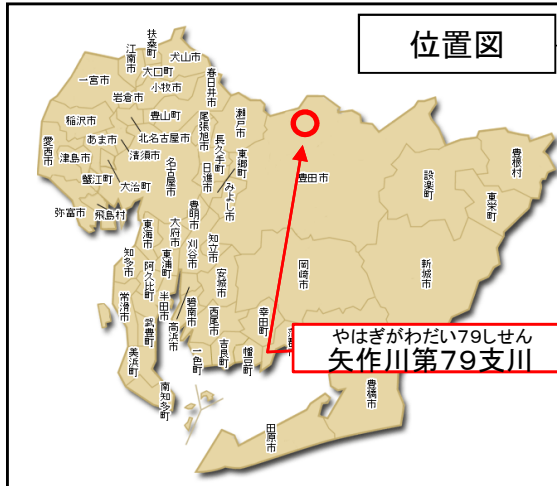 位置図
扶桑町
犬山市
江南市
大口町
小牧市
一宮市
岩倉市
春日井市
稲沢市
豊山町
瀬戸市
尾張旭市
北名古屋市
あま市
長久手町
愛西市
津島市
清須市
名古屋市
日進市
東郷町
蟹江町
大治町
みよし市
豊田市
設楽町
豊根村
東栄町
弥富市
飛島村
豊明市
東海市
大府市
刈谷市
知立市
岡崎市
新城市
知多市
東浦町
阿久比町
安城市
常滑市
半田市
碧南市
高浜市
西尾市
幸田町
武豊町
美浜町
一色町
吉良町
幡豆町
南知多町
豊橋市
田原市
やはぎがわだい79しせん
矢作川第79支川